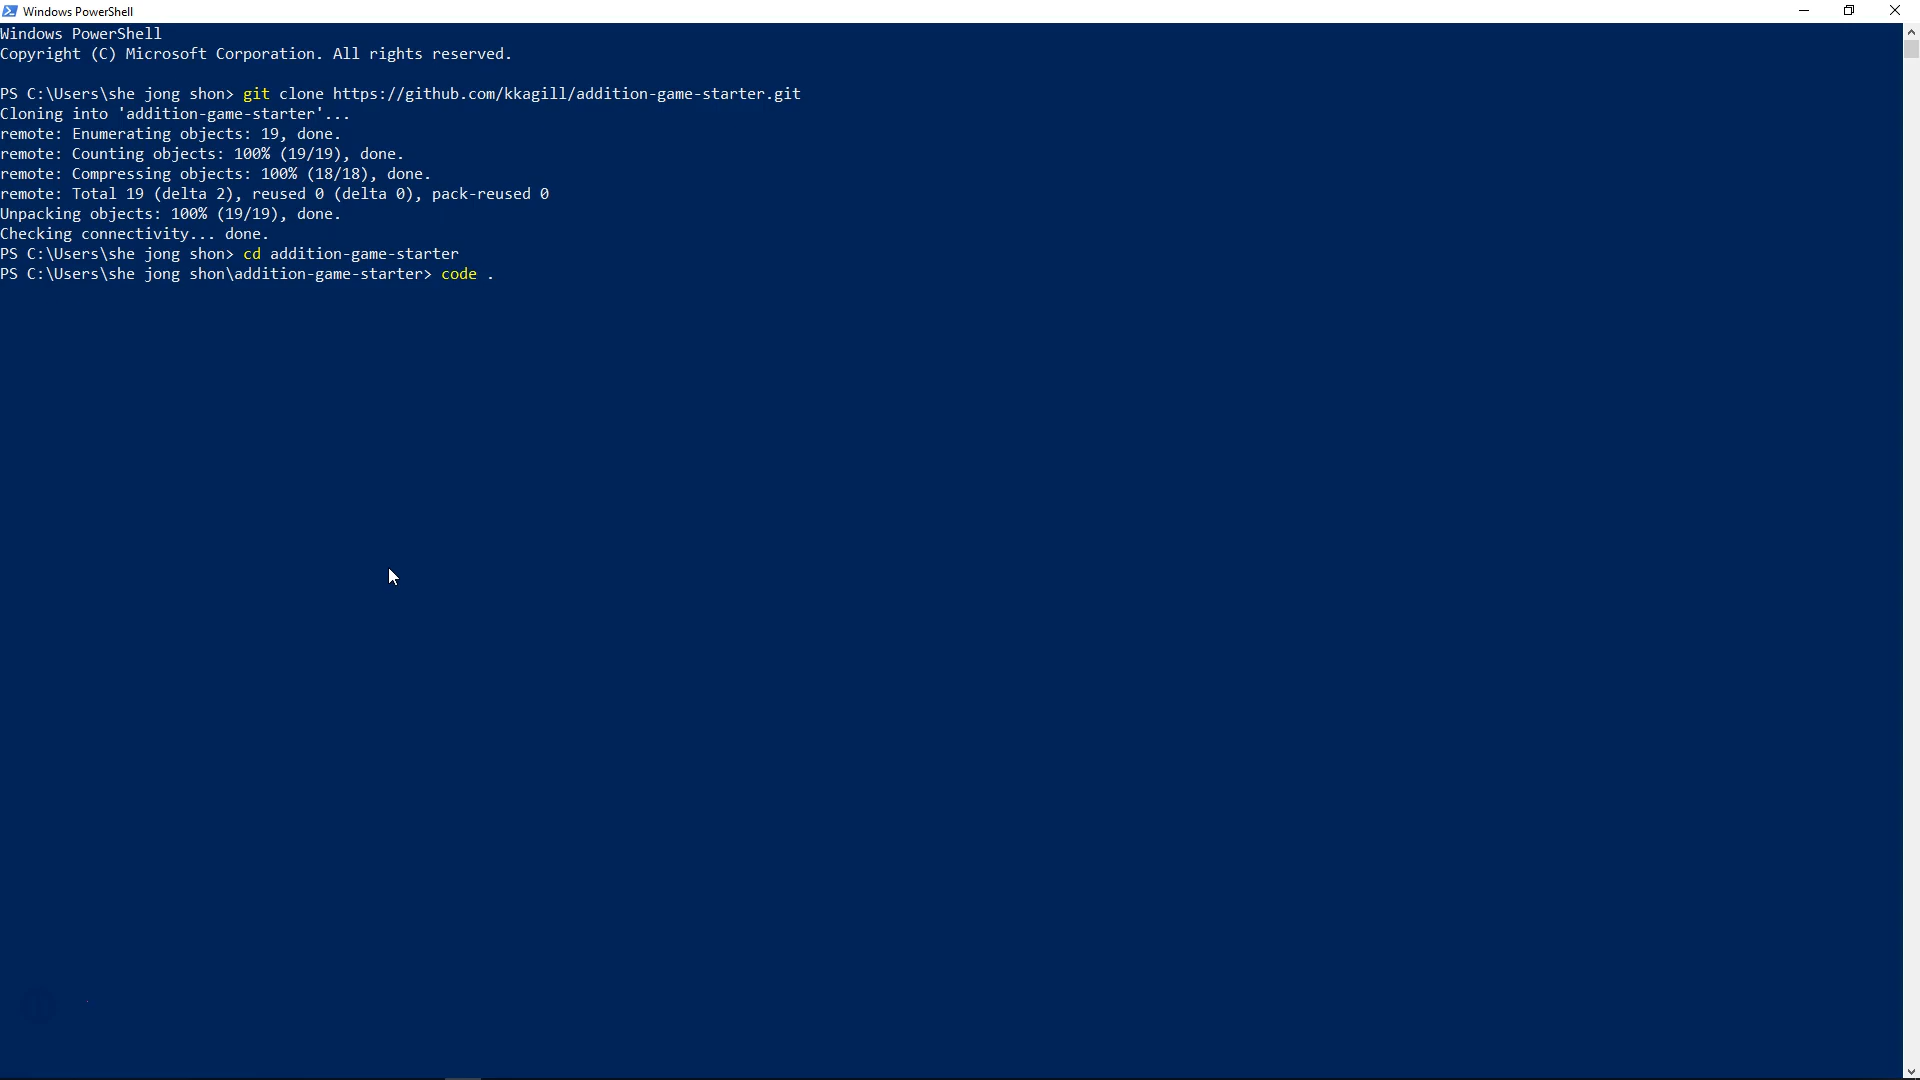 Windows PowerShell
Windows PowerShell
Copyright (C) Microsoft Corporation. All rights reserved.
PS C:\Users\she jong shon> git clone https://github.com/kkagill/addition-game-starter.git
Cloning into 'addition-game-starter'...
remote: Enumerating objects: 19, done.
remote: Counting objects: 100% (19/19), done.
remote: Compressing objects: 100% (18/18), done.
remote: Total 19 (delta 2), reused 0 (delta 0), pack-reused 0
Unpacking objects: 100% (19/19), done.
Checking connectivity... done.
PS C:\Users\she jong shon> cd addition-game-starter
PS C:\Users\she jong shon\addition-game-starter> code .